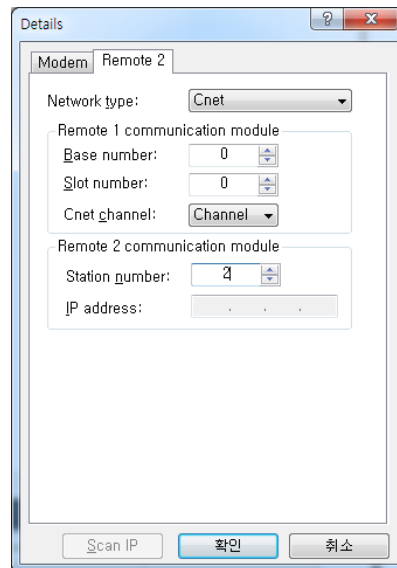 Details
Modem Remote 2
Network type: Cnet
Remote 1 communication module
Base number: 0
Slot number: 0
Cnet channel: Channel
Remote 2 communication module
Station number: 2
IP address: . . .
Scan IP 확인 취소